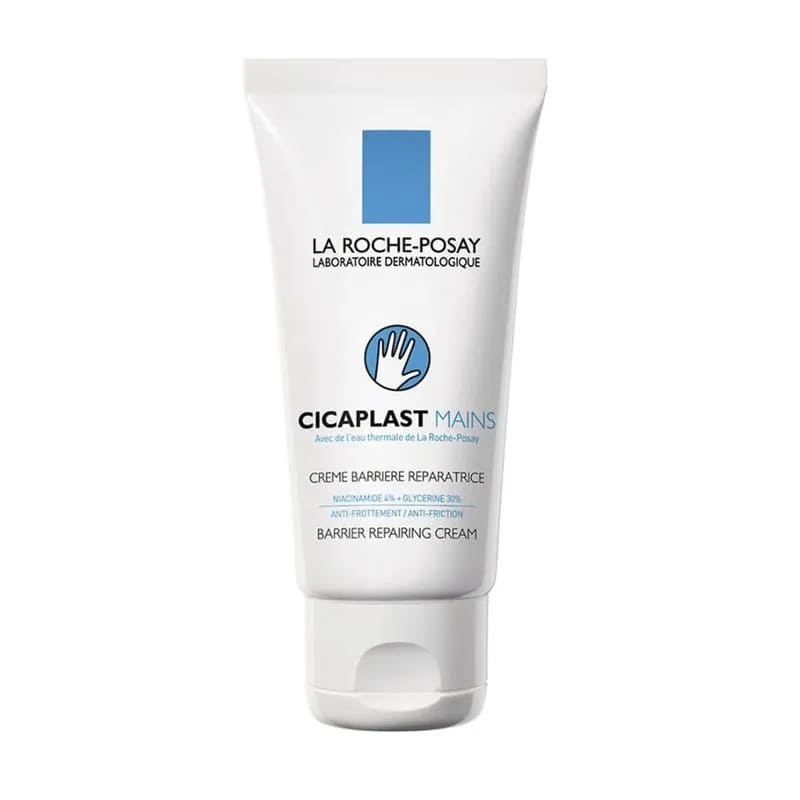 LA ROCHE-POSAY
LABORATOIRE DERMATOLOGIQUE
CICAPLAST MAINS
Avec de l'eau thermale de La Roche-Posay
CREME BARRIERE REPARATRICE
NIACINAMIDE 4% + GLYCERINE 30%
ANTI-FROTTEMENT / ANTI-FRICTION
BARRIER REPAIRING CREAM